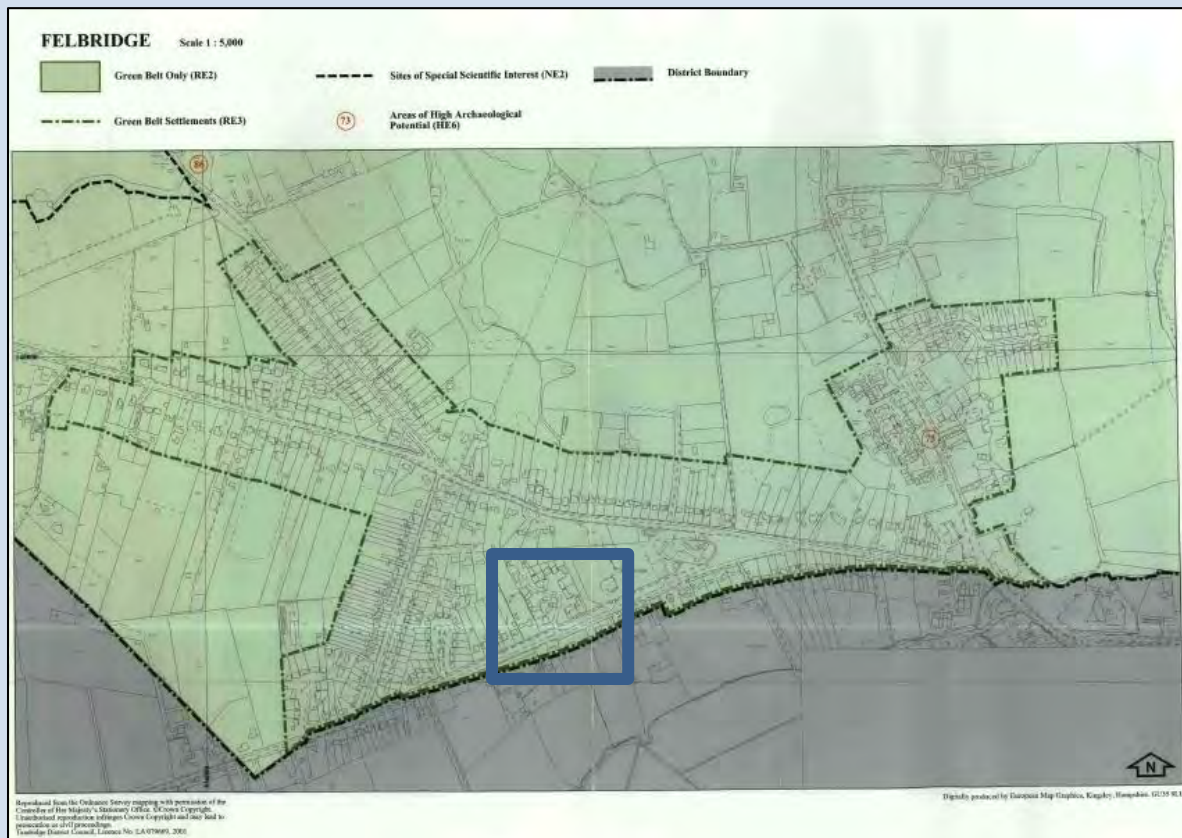 FELBRIDGE Scale 1 : 5,000
Green Belt Only (RE2)
Sites of Special Scientific Interest (NE2)
District Boundary
Green Belt Settlements (RE3)
73
Areas of High Archaeological
Potential (HE6)
86
N
Reproduced from the Ordnance Survey mapping with permission of the
Controller of Her Majesty's Stationery Office. ©Crown Copyright.
Unauthorised reproduction infringes Crown Copyright and may lead to
prosecution or civil proceedings.
Tandridge District Council, Licence No. 2001
Digitally produced by European Map Graphics, Kingsley, Hampshire.